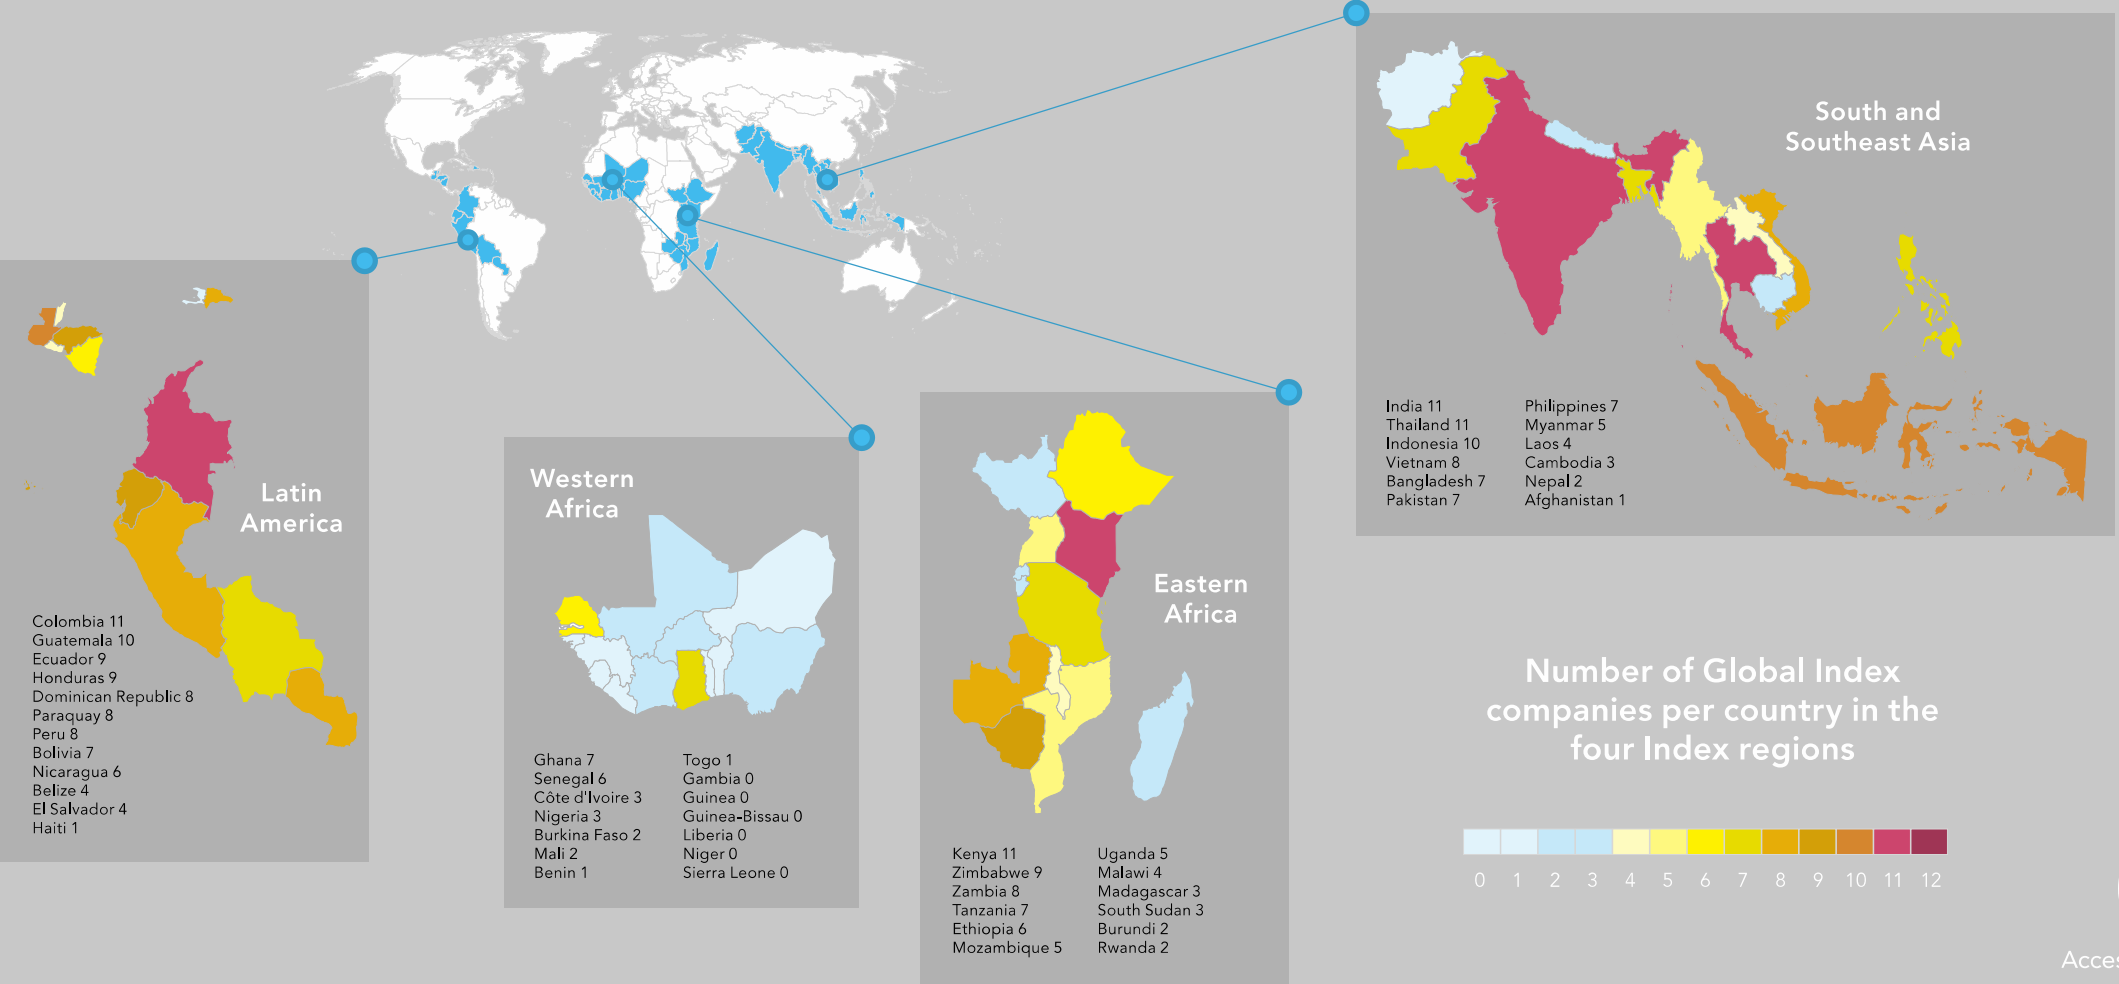 South and
Southeast Asia
India 11
Thailand 11
Indonesia 10
Vietnam 8
Bangladesh 7
Pakistan 7
Philippines 7
Myanmar 5
Laos 4
Cambodia 3
Nepal 2
Afghanistan 1
Latin
America
Colombia 11
Guatemala 10
Ecuador 9
Honduras 9
Dominican Republic 8
Paraquay 8
Peru 8
Bolivia 7
Nicaragua 6
Belize 4
El Salvador 4
Haiti 1
Western
Africa
Ghana 7
Senegal 6
Côte d'Ivoire 3
Nigeria 3
Burkina Faso 2
Mali 2
Benin 1
Togo 1
Gambia 0
Guinea 0
Guinea-Bissau 0
Liberia 0
Niger 0
Sierra Leone 0
Eastern
Africa
Kenya 11
Zimbabwe 9
Zambia 8
Tanzania 7
Ethiopia 6
Mozambique 5
Uganda 5
Malawi 4
Madagascar 3
South Sudan 3
Burundi 2
Rwanda 2
Number of Global Index
companies per country in the
four Index regions
0 1 2 3 4 5 6 7 8 9 10 11 12